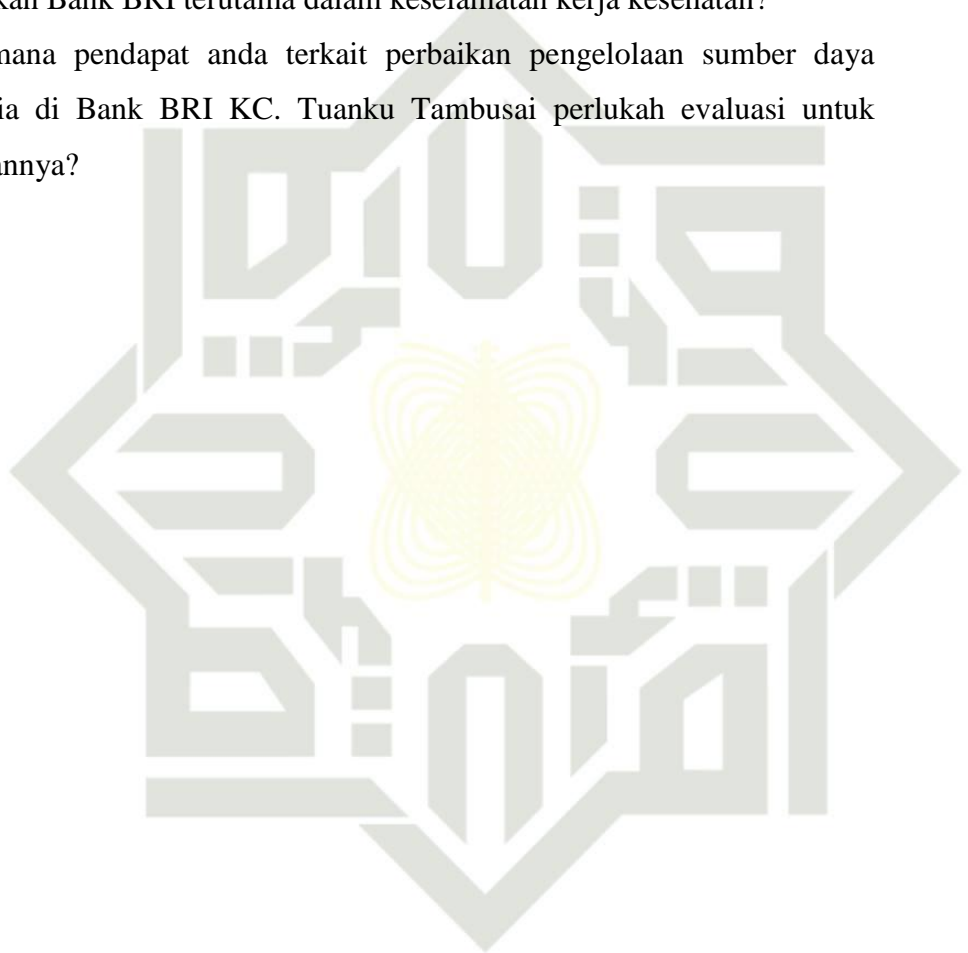 kan Bank BRI terutama dalam keselamatan kerja kesehatan?
mana pendapat anda terkait perbaikan pengelolaan sumber daya
ia di Bank BRI KC. Tuanku Tambusai perlukah evaluasi untuk
annya?